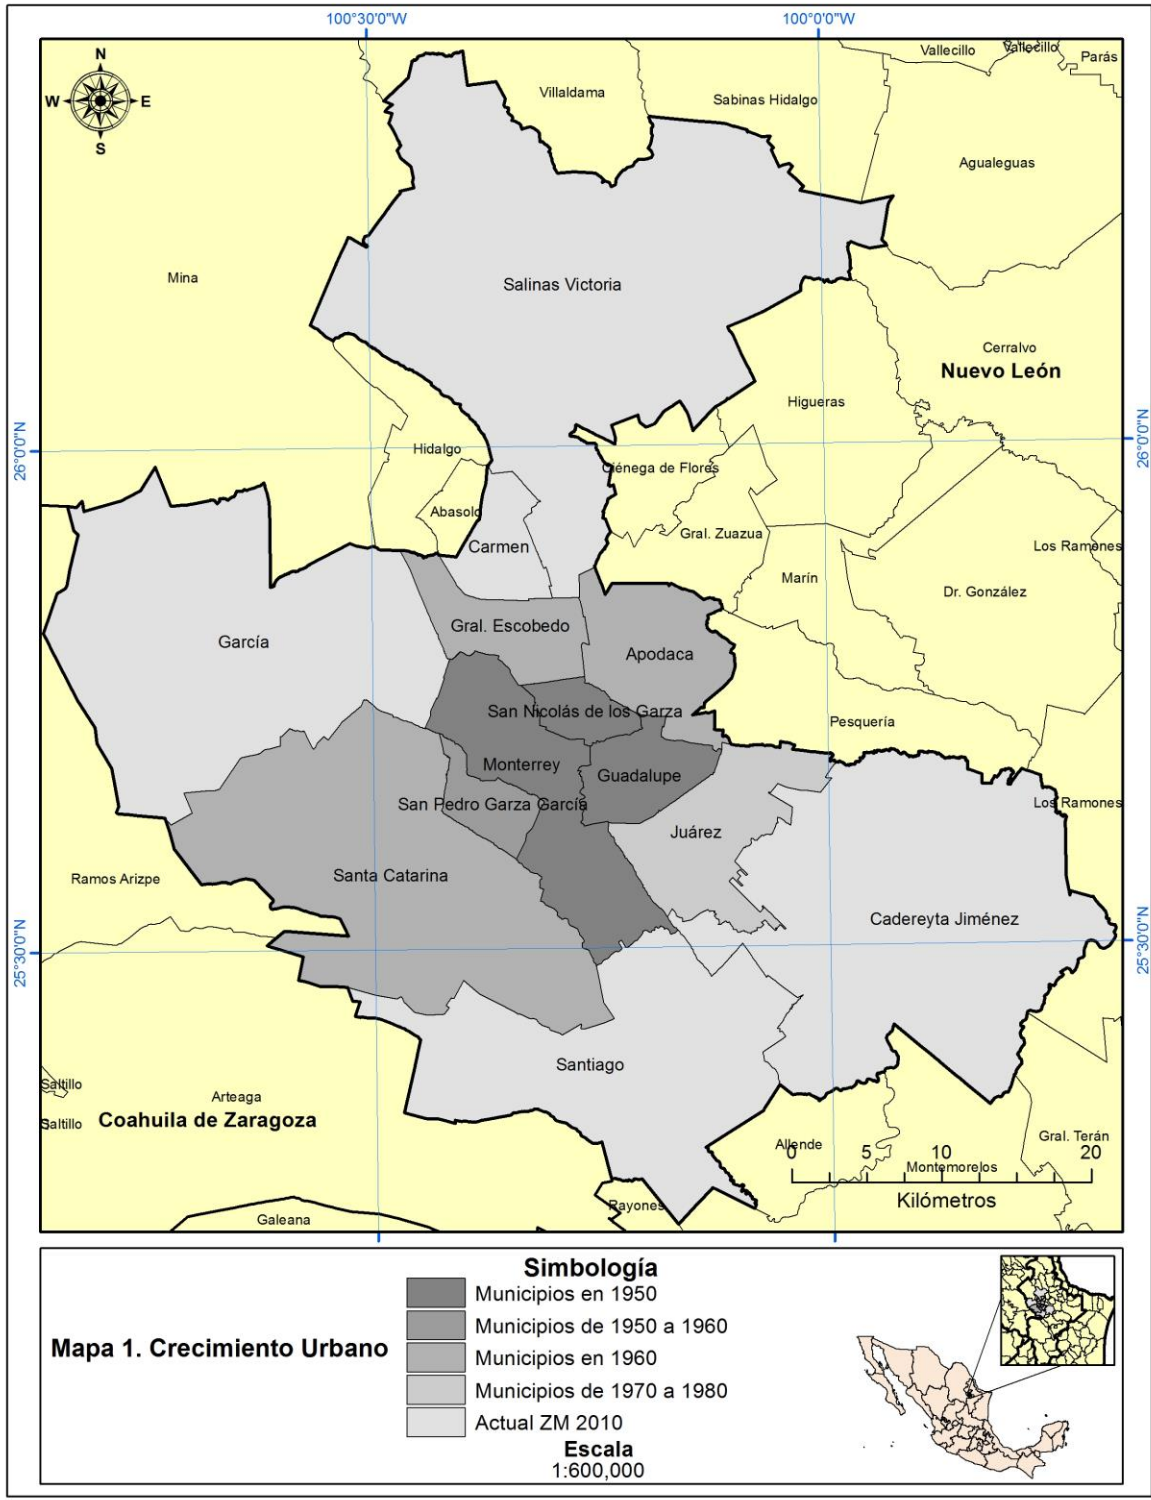 100°30'0"W
100°0'0"W
N
W
E
S
Villaldama
Sabinas Hidalgo
Vallecillo
Vallecillo
Parás
Agualeguas
Mina
Salinas Victoria
Cerralvo
Nuevo León
Higueras
26°0'0"N
26°0'0"N
Hidalgo
Ciénega de Flores
Abasolo
Carmen
Gral. Zuazua
Los Ramones
Marín
Dr. González
García
Gral. Escobedo
Apodaca
San Nicolás de los Garza
Pesquería
Monterrey
Guadalupe
San Pedro Garza García
Los Ramones
Juárez
Ramos Arizpe
Santa Catarina
Cadereyta Jiménez
25°30'0"N
25°30'0"N
Santiago
Saltillo
Arteaga
Saltillo
Coahuila de Zaragoza
Allende
Gral. Terán
0 5 10 20
Montemorelos
Kilómetros
Rayones
Galeana
Simbología
Municipios en 1950
Municipios de 1950 a 1960
Mapa 1. Crecimiento Urbano
Municipios en 1960
Municipios de 1970 a 1980
Actual ZM 2010
Escala
1:600,000